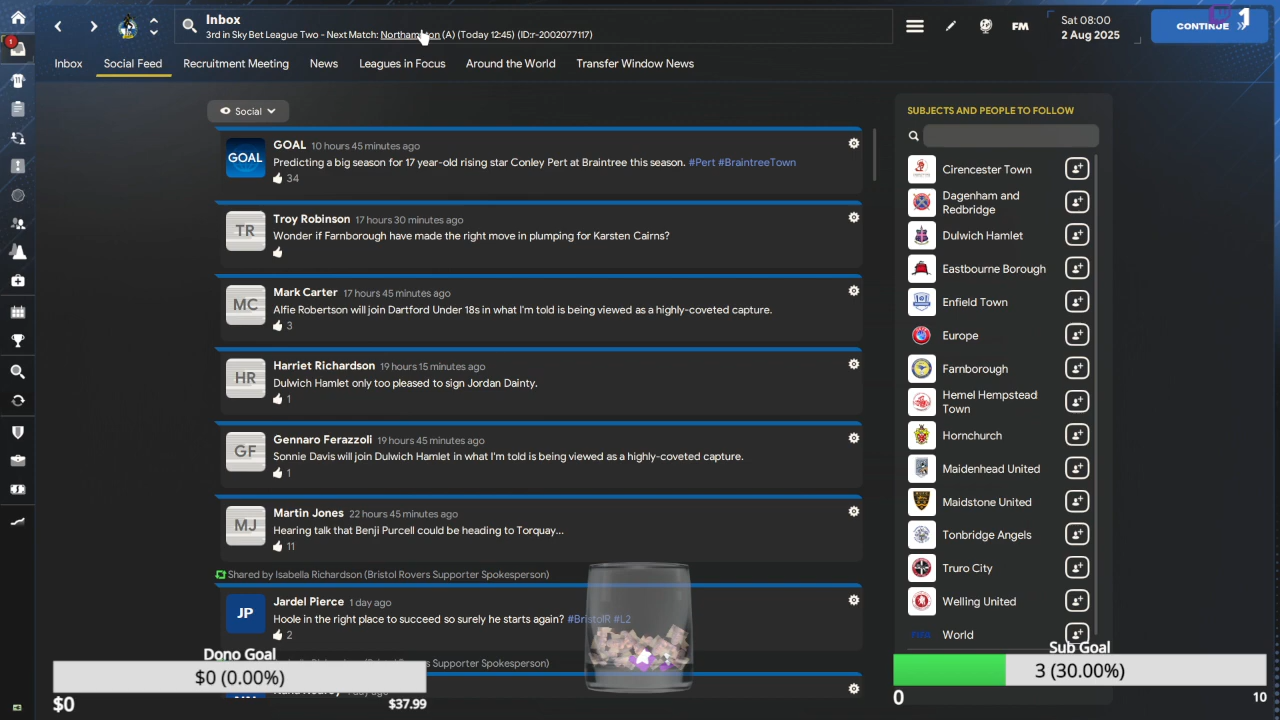 Inbox
3rd in Sky Bet League Two - Next Match: Northampton (A) (Today 12:45) (ID:r-2002077117)
FM
Sat 08:00
2 Aug 2025
CONTINUE
1
1
Inbox
Social Feed
Recruitment Meeting
News
Leagues in Focus
Around the World
Transfer Window News
Social
GOAL
GOAL 10 hours 45 minutes ago
Predicting a big season for 17 year-old rising star Conley Pert at Braintree this season. #Pert #BraintreeTown
34
TR
Troy Robinson 17 hours 30 minutes ago
Wonder if Farnborough have made the right move in plumping for Karsten Cairns?
MC
Mark Carter 17 hours 45 minutes ago
Alfie Robertson will join Dartford Under 18s in what I'm told is being viewed as a highly-coveted capture.
3
HR
Harriet Richardson 19 hours 15 minutes ago
Dulwich Hamlet only too pleased to sign Jordan Dainty.
1
GF
Gennaro Ferazzoli 19 hours 45 minutes ago
Sonnie Davis will join Dulwich Hamlet in what I'm told is being viewed as a highly-coveted capture.
1
MJ
Martin Jones 22 hours 45 minutes ago
Hearing talk that Benji Purcell could be heading to Torquay...
11
Shared by Isabella Richardson (Bristol Rovers Supporter Spokesperson)
JP
Jardel Pierce 1 day ago
Hoole in the right place to succeed so surely he starts again? #BristolR #L2
2
Supporter Spokesperson)
SUBJECTS AND PEOPLE TO FOLLOW
Cirencester Town
Dagenham and
Redbridge
Dulwich Hamlet
Eastbourne Borough
Enfield Town
Europe
Farnborough
Hemel Hempstead
Town
Hornchurch
Maidenhead United
Maidstone United
Tonbridge Angels
Truro City
Welling United
FIFA
World
Dono Goal
$0 (0.00%)
$0
$37.99
Sub Goal
3 (30.00%)
0
10